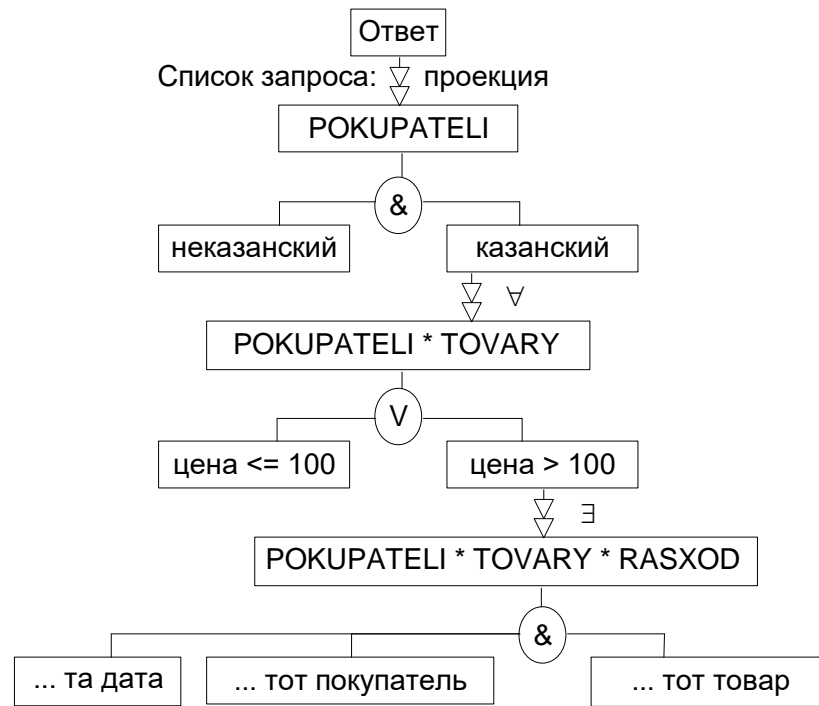 Ответ
Список запроса: проекция
POKUPATELI
&
неказанский казанский
∀
POKUPATELI * TOVARY
V
цена <= 100 цена > 100
∃
POKUPATELI * TOVARY * RASXOD
&
... та дата ... тот покупатель ... тот товар